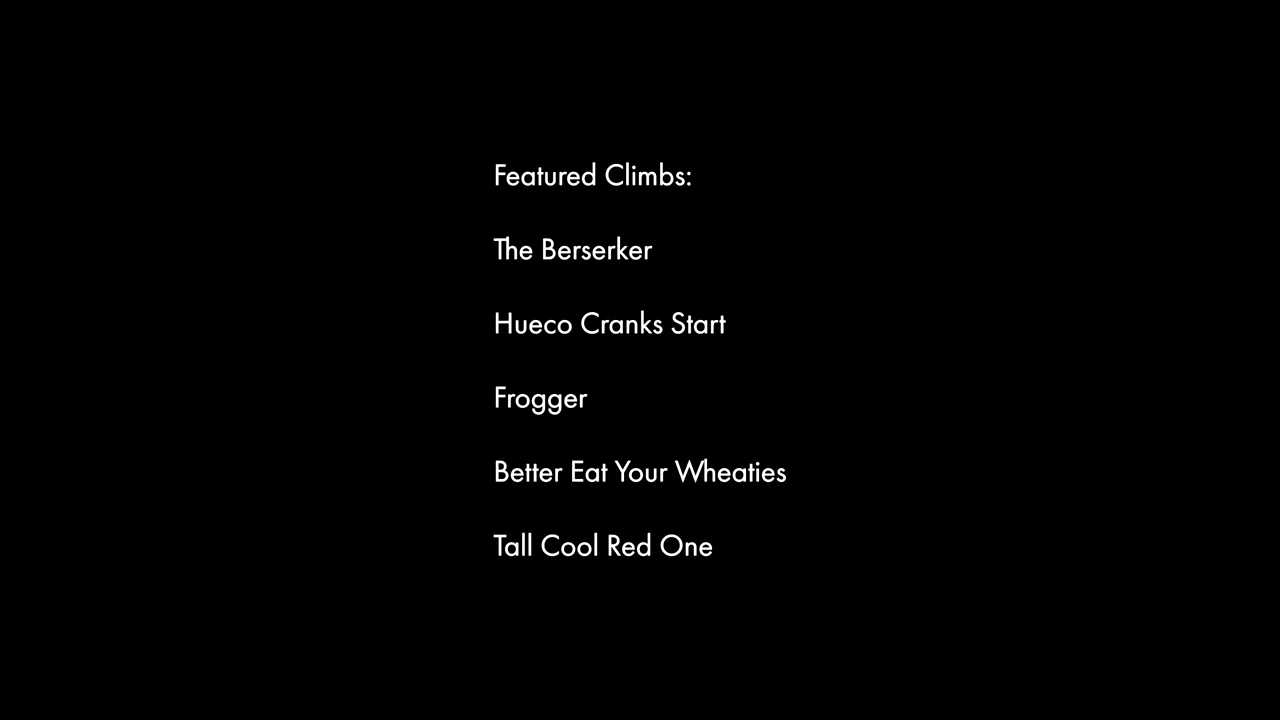 Featured Climbs:
The Berserker
Hueco Cranks Start
Frogger
Better Eat Your Wheaties
Tall Cool Red One